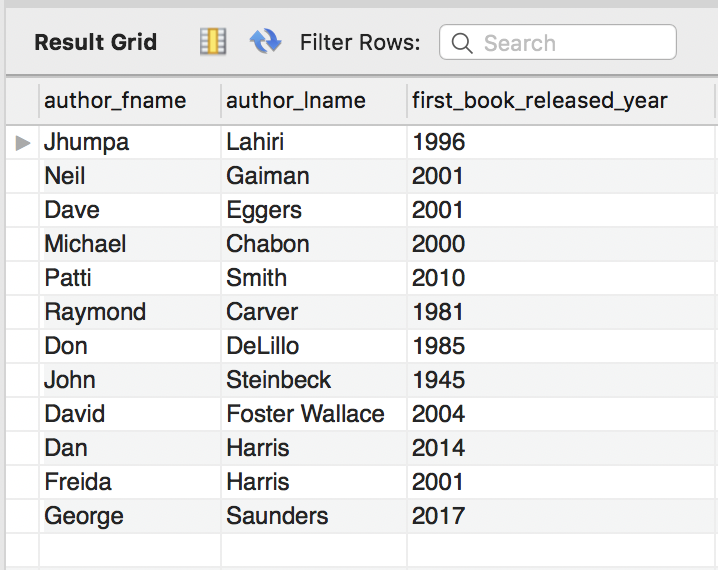 Result Grid Filter Rows: Search
author_fname author_lname first_book_released_year
Jhumpa Lahiri 1996
Neil Gaiman 2001
Dave Eggers 2001
Michael Chabon 2000
Patti Smith 2010
Raymond Carver 1981
Don DeLillo 1985
John Steinbeck 1945
David Foster Wallace 2004
Dan Harris 2014
Freida Harris 2001
George Saunders 2017